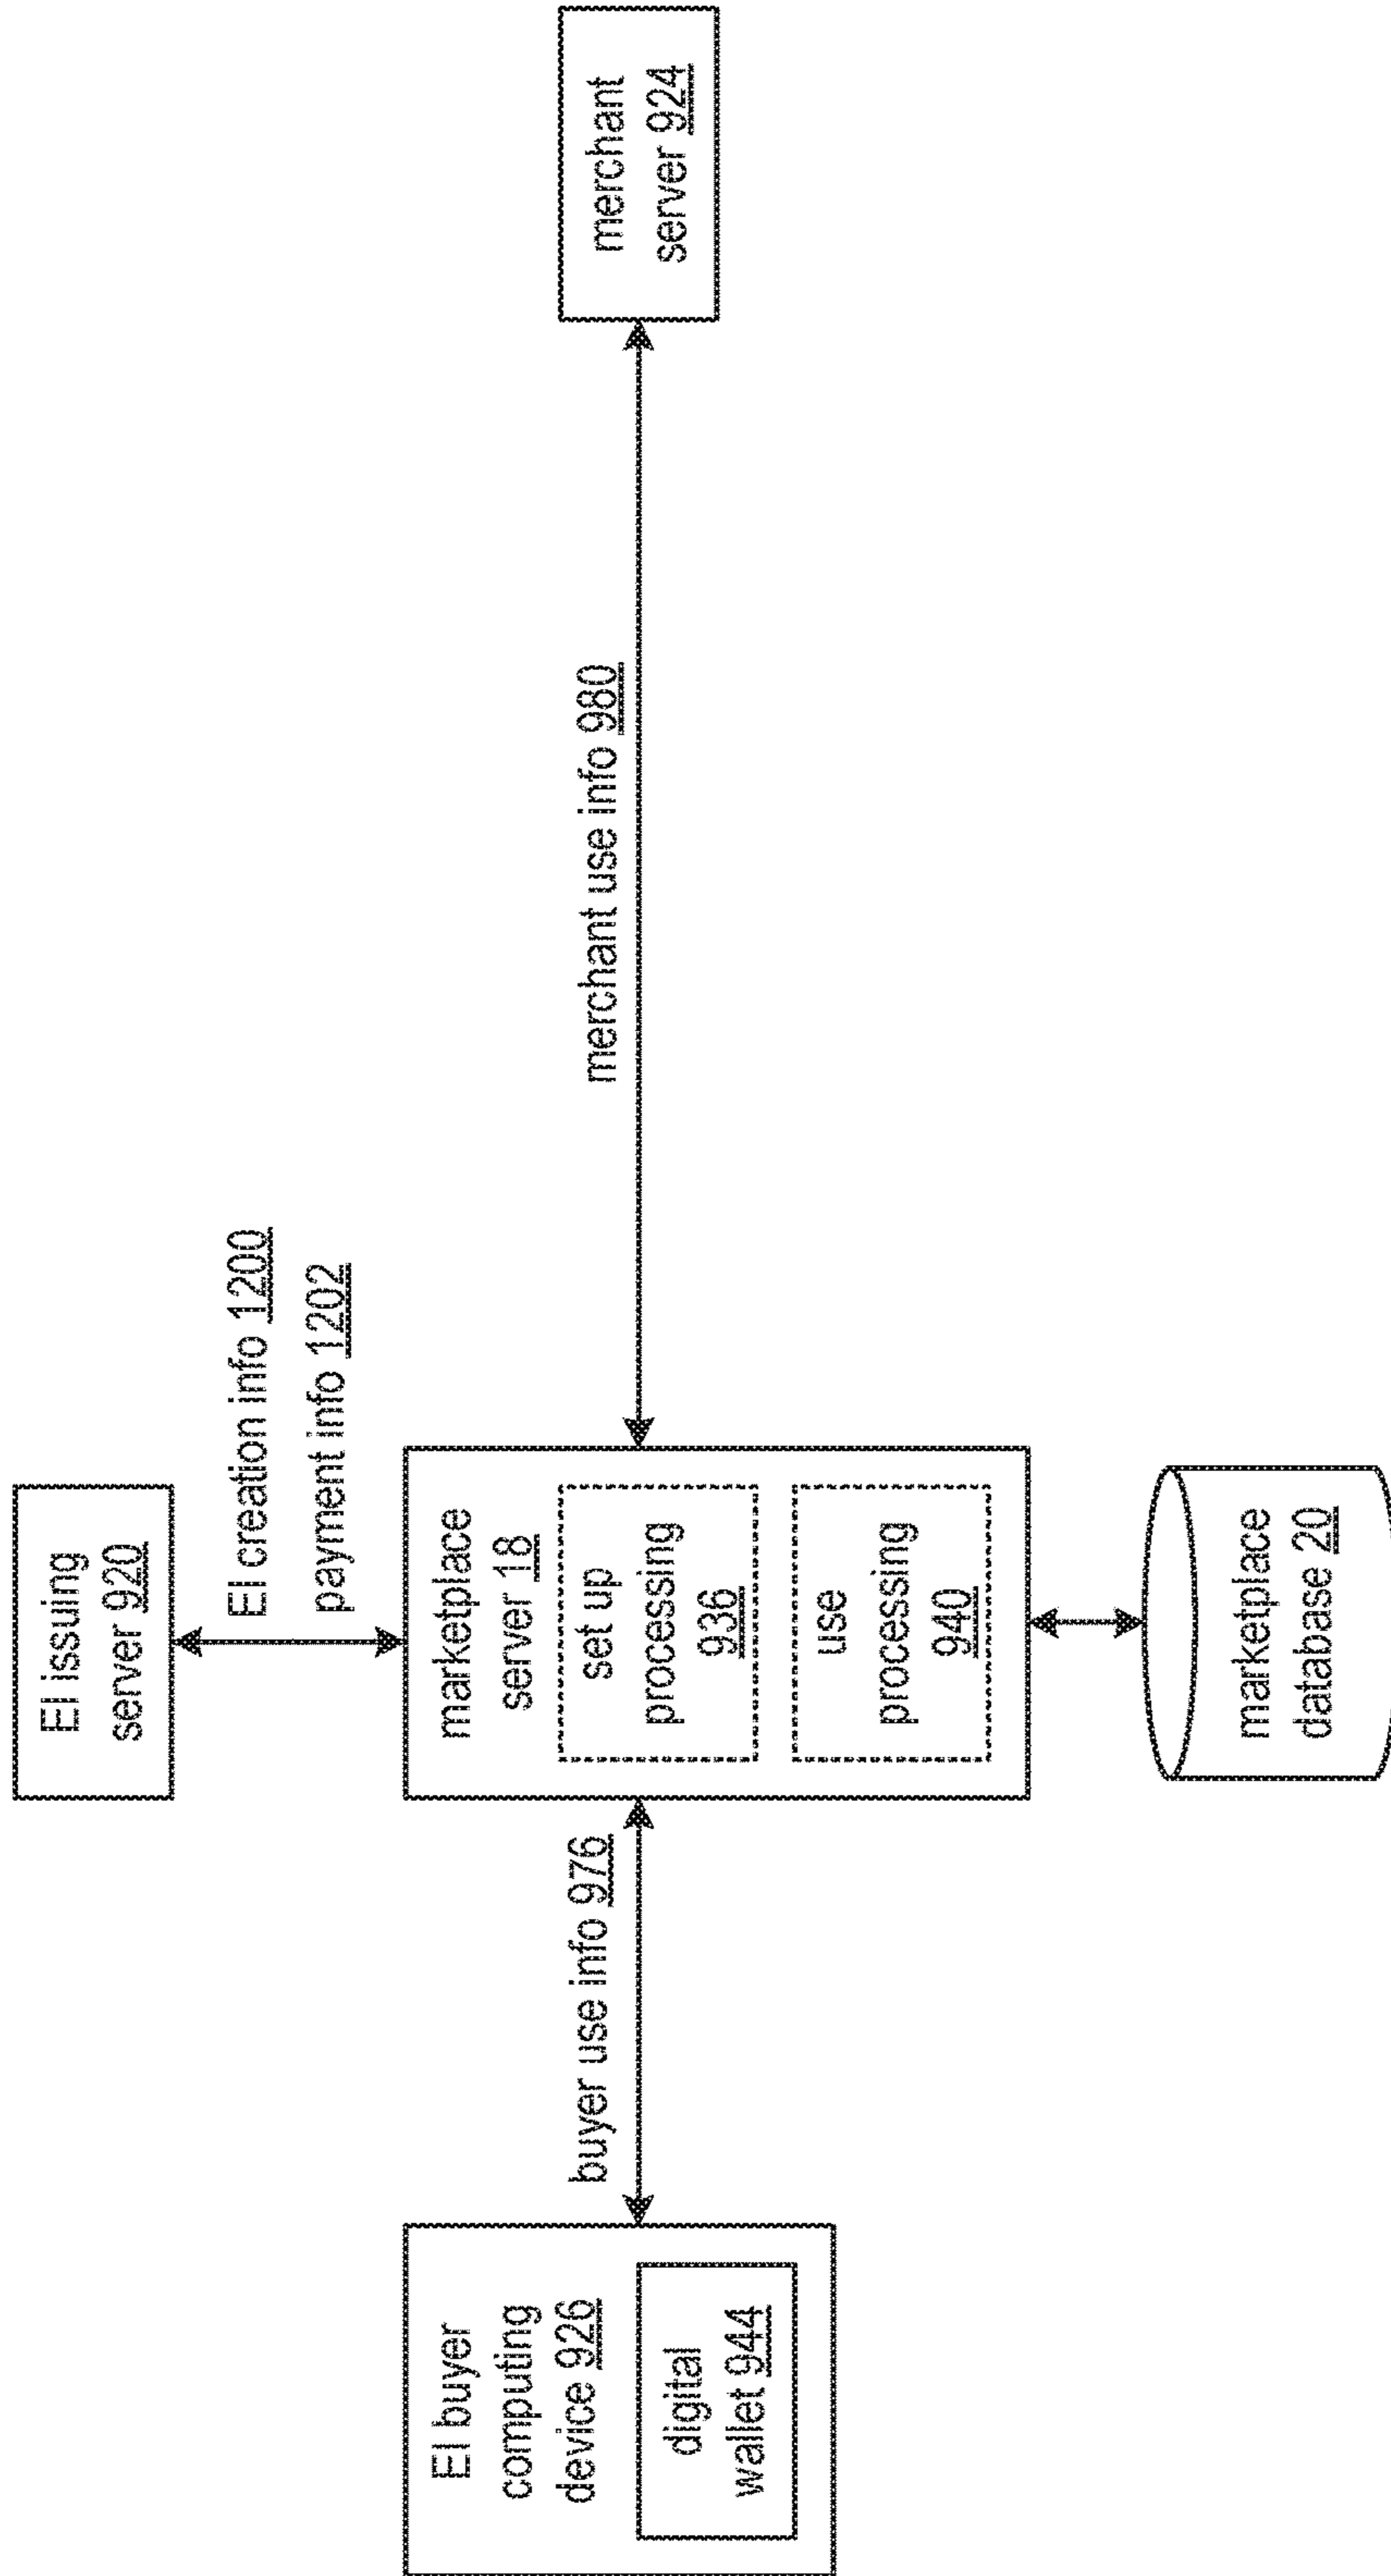 EI issuing
server 920
EI creation info 1200
payment info 1202
EI buyer
computing
device 926
digital
wallet 944
buyer use info 976
marketplace
server 18
set up
processing
936
use
processing
940
merchant use info 980
merchant
server 924
marketplace
database 20